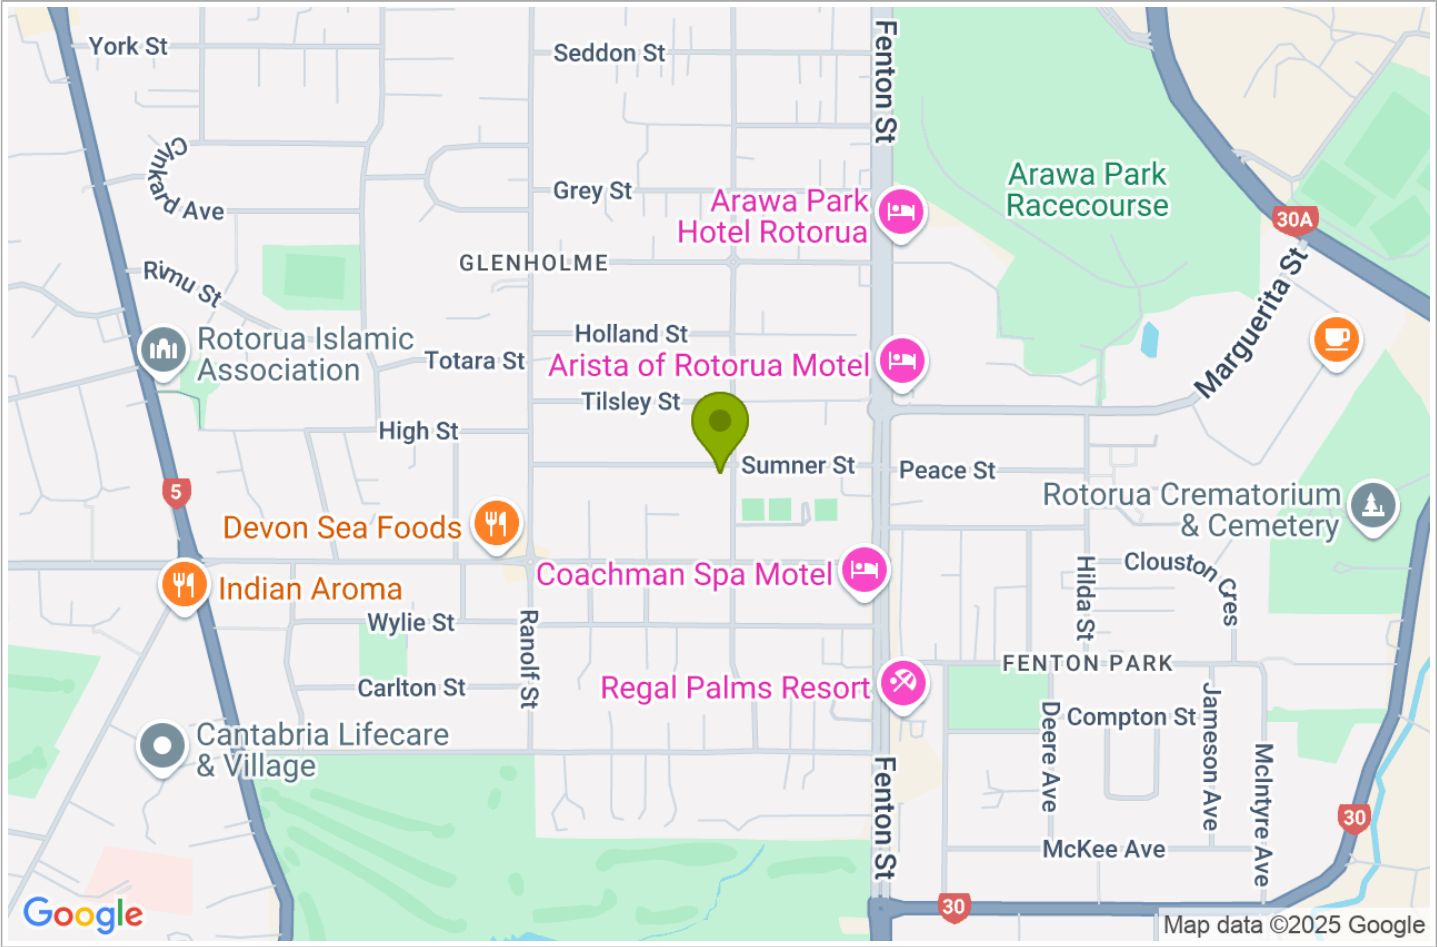 York St
Seddon St
Fenton St
Clinkard Ave
Grey St
Arawa Park
Racecourse
Arawa Park
Hotel Rotorua
30A
GLENHOLME
Rimu St
Marguerita St
Rotorua Islamic
Association
Holland St
Totara St
Arista of Rotorua Motel
Tilsley St
High St
Sumner St
Peace St
5
Rotorua Crematorium
& Cemetery
Devon Sea Foods
Coachman Spa Motel
Clouston Cres
Hilda St
Indian Aroma
Wylie St
Ranolf St
FENTON PARK
Carlton St
Regal Palms Resort
Jameson Ave
Compton St
Deere Ave
Cantabria Lifecare
& Village
McIntyre Ave
Fenton St
30
McKee Ave
30
Google
Map data ©2025 Google